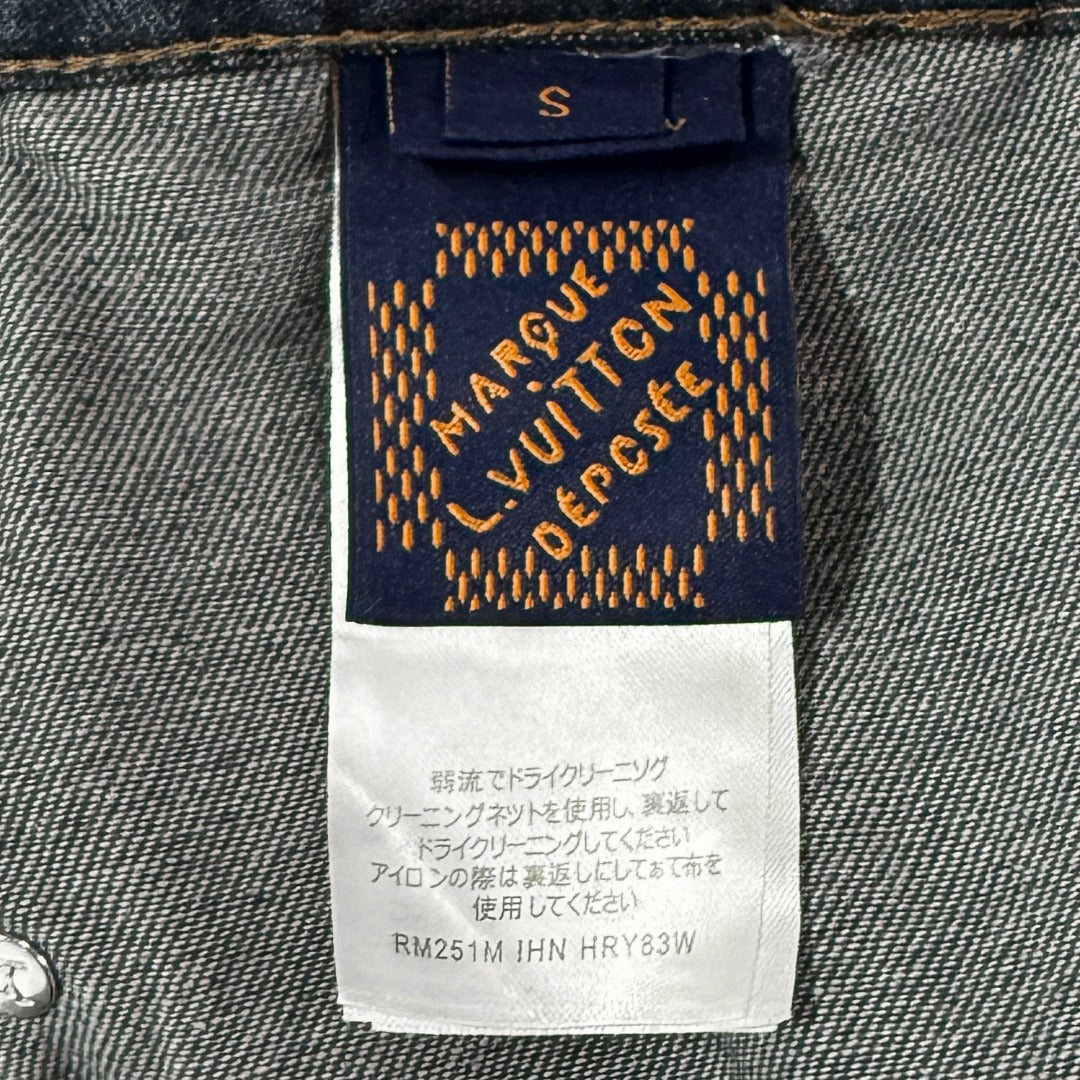 S
MARQUE
L.VUITTON
DÉPOSÉE
弱流でドライクリーニソグ
クリーニングネットを使用し、裏返して
ドライクリーニングしてください
アイロンの際は裏返しにしてあて布を
使用してください
RM251M IHN HRY83W